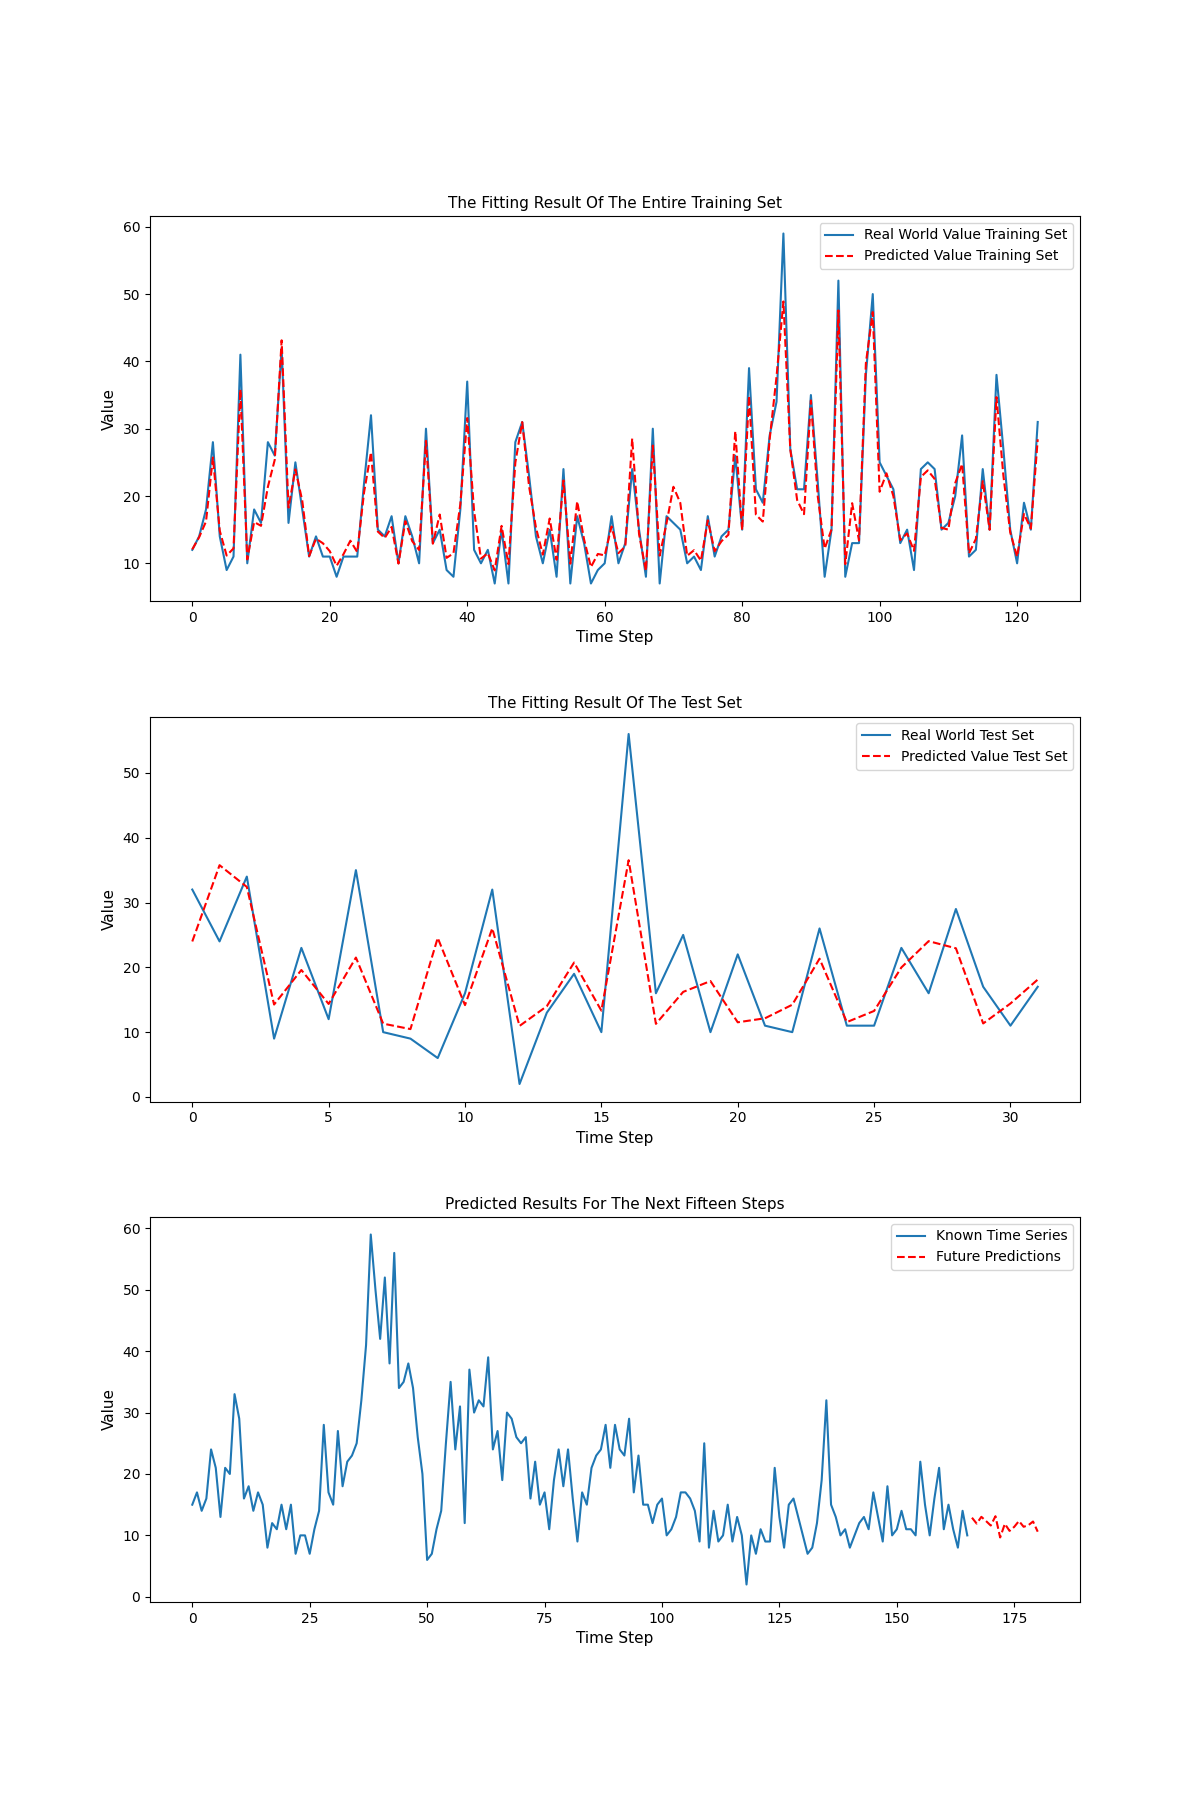 The Fitting Result Of The Entire Training Set
60
50
40
30
20
10
Value
Real World Value Training Set
Predicted Value Training Set
0 20 40 60 80 100 120
Time Step
The Fitting Result Of The Test Set
50
40
30
20
10
0
Value
Real World Test Set
Predicted Value Test Set
0 5 10 15 20 25 30
Time Step
Predicted Results For The Next Fifteen Steps
60
50
40
30
20
10
0
Value
Known Time Series
Future Predictions
0 25 50 75 100 125 150 175
Time Step